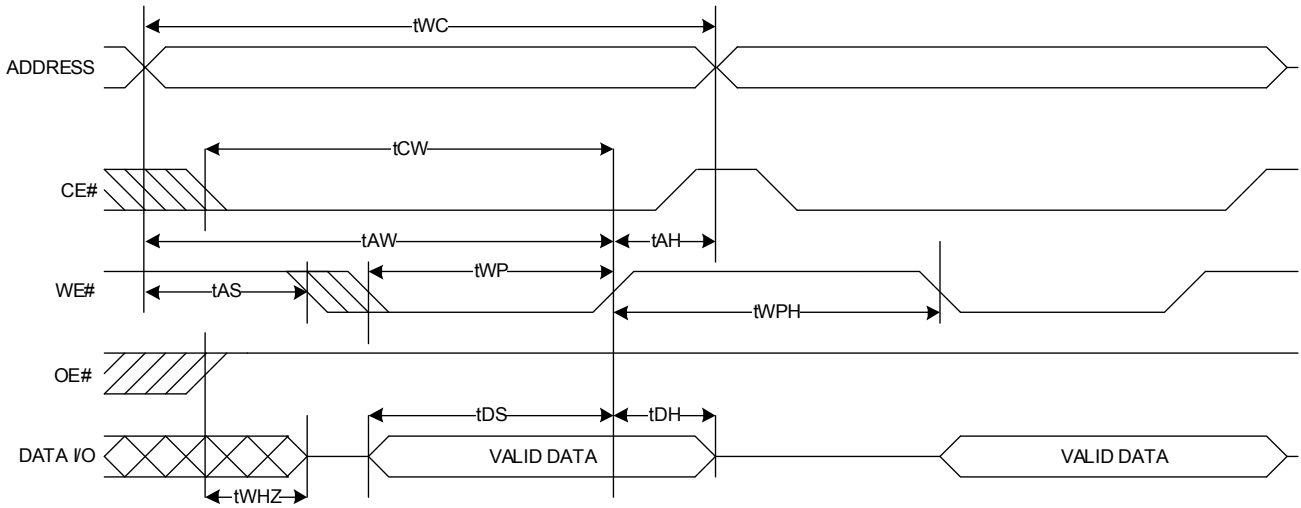 tWC
ADDRESS
tCW
CE#
tAW
tAH
tWP
WE#
tAS
tWPH
OE#
tDS
tDH
DATA I/O
VALID DATA
VALID DATA
tWHZ